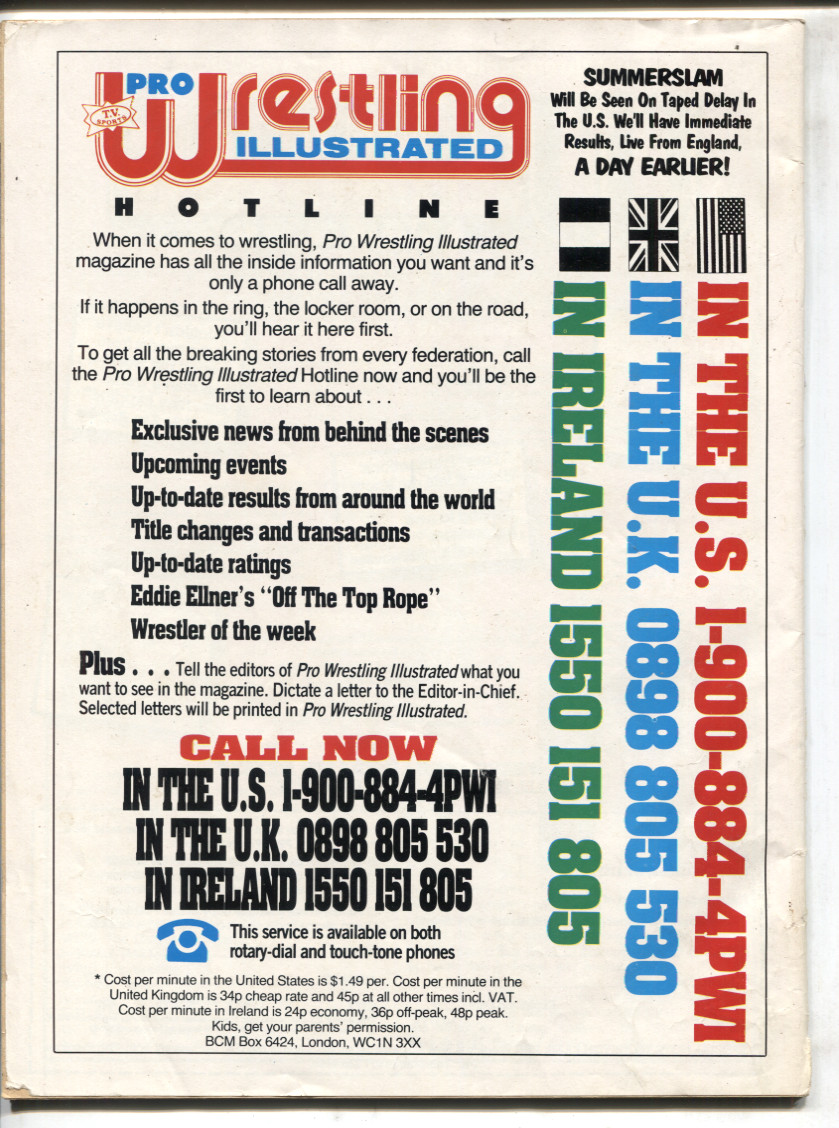 PRO
Wrestling
T.V.
SPORTS
ILLUSTRATED
HOTLINE
When it comes to wrestling, Pro Wrestling Illustrated
magazine has all the inside information you want and it's
only a phone call away.
If it happens in the ring, the locker room, or on the road,
you'll hear it here first.
To get all the breaking stories from every federation, call
the Pro Wrestling Illustrated Hotline now and you'll be the
first to learn about . . .
Exclusive news from behind the scenes
Upcoming events
Up-to-date results from around the world
Title changes and transactions
Up-to-date ratings
Eddie Ellner's "Off The Top Rope"
Wrestler of the week
Plus . . . Tell the editors of Pro Wrestling Illustrated what you
want to see in the magazine. Dictate a letter to the Editor-in-Chief.
Selected letters will be printed in Pro Wrestling Illustrated.
CALL NOW
IN THE U.S. 1-900-884-4PWI
IN THE U.K. 0898 805 530
IN IRELAND 1550 151 805
This service is available on both
rotary-dial and touch-tone phones
* Cost per minute in the United States is $1.49 per. Cost per minute in the
United Kingdom is 34p cheap rate and 45p at all other times incl. VAT.
Cost per minute in Ireland is 24p economy, 36p off-peak, 48p peak.
Kids, get your parents' permission.
BCM Box 6424, London, WC1N 3XX
SUMMERSLAM
Will Be Seen On Taped Delay In
The U.S. We'll Have Immediate
Results, Live From England,
A DAY EARLIER!
IN THE U.S. 1-900-884-4PWI
IN THE U.K. 0898 805 530
IN IRELAND 1550 151 805